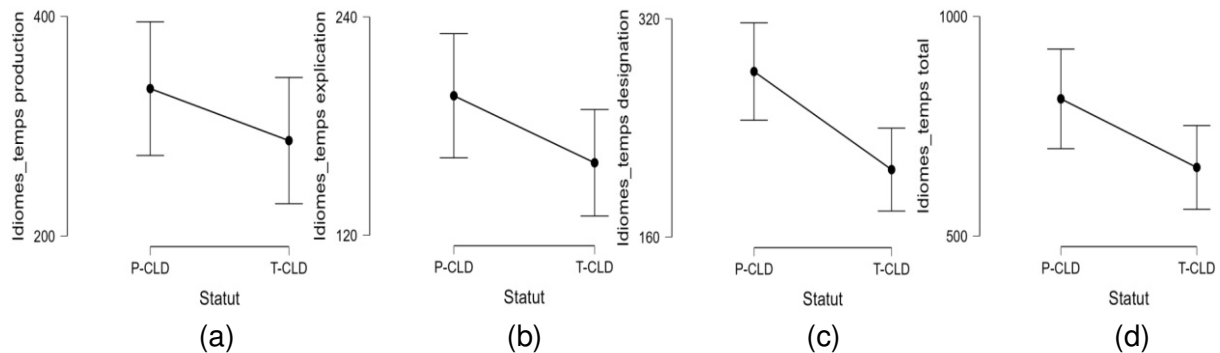 Idiomes_temps production
400
200
P-CLD
T-CLD
Statut
(a)
Idiomes_temps explication
240
120
P-CLD
T-CLD
Statut
(b)
Idiomes_temps designation
320
160
P-CLD
T-CLD
Statut
(c)
Idiomes_temps total
1000
500
P-CLD
T-CLD
Statut
(d)